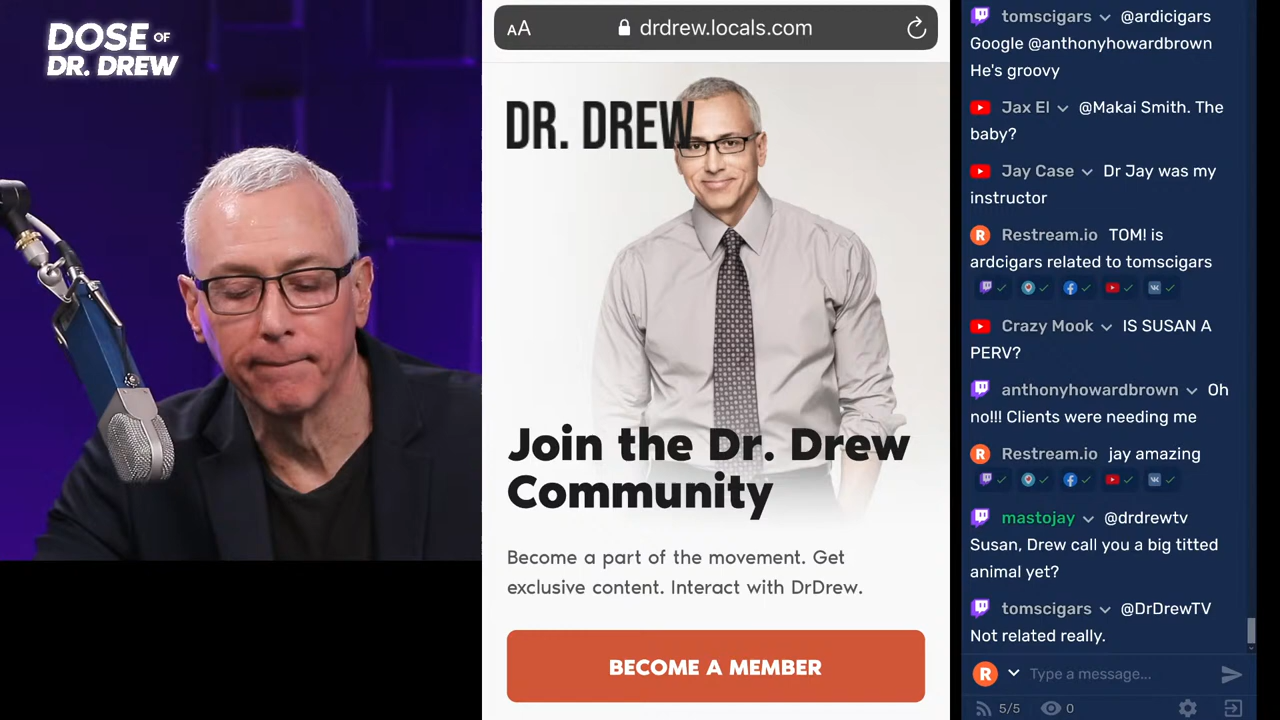 DOSE OF
DR. DREW
AA drdrew.locals.com
DR. DREW
Join the Dr. Drew
Community
Become a part of the movement. Get
exclusive content. Interact with DrDrew.
BECOME A MEMBER
tomscigars @ardicigars
Google @anthonyhowardbrown
He's groovy
Jax El @Makai Smith. The
baby?
Jay Case Dr Jay was my
instructor
R Restream.io TOM! is
ardcigars related to tomscigars
Crazy Mook IS SUSAN A
PERV?
anthonyhowardbrown Oh
no!!! Clients were needing me
R Restream.io jay amazing
mastojay @drdrewtv
Susan, Drew call you a big titted
animal yet?
tomscigars @DrDrewTV
Not related really.
R Type a message...
5/5 0